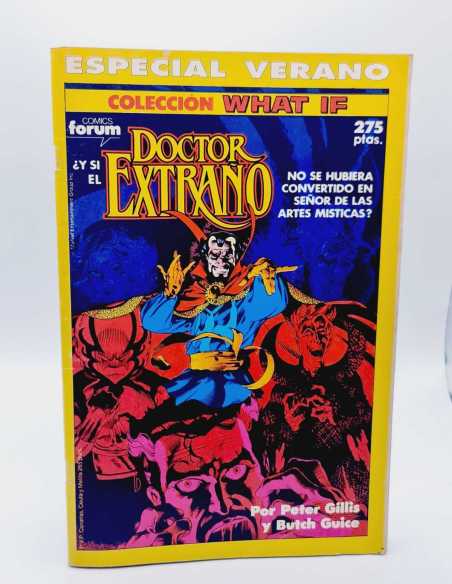 ESPECIAL VERANO
COLECCIÓN WHAT IF
COMICS
forum
275
ptas.
¿Y SI
EL
DOCTOR
EXTRAÑO
NO SE HUBIERA
CONVERTIDO EN
SEÑOR DE LAS
ARTES MISTICAS?
Por Peter Gillis
y Butch Guice